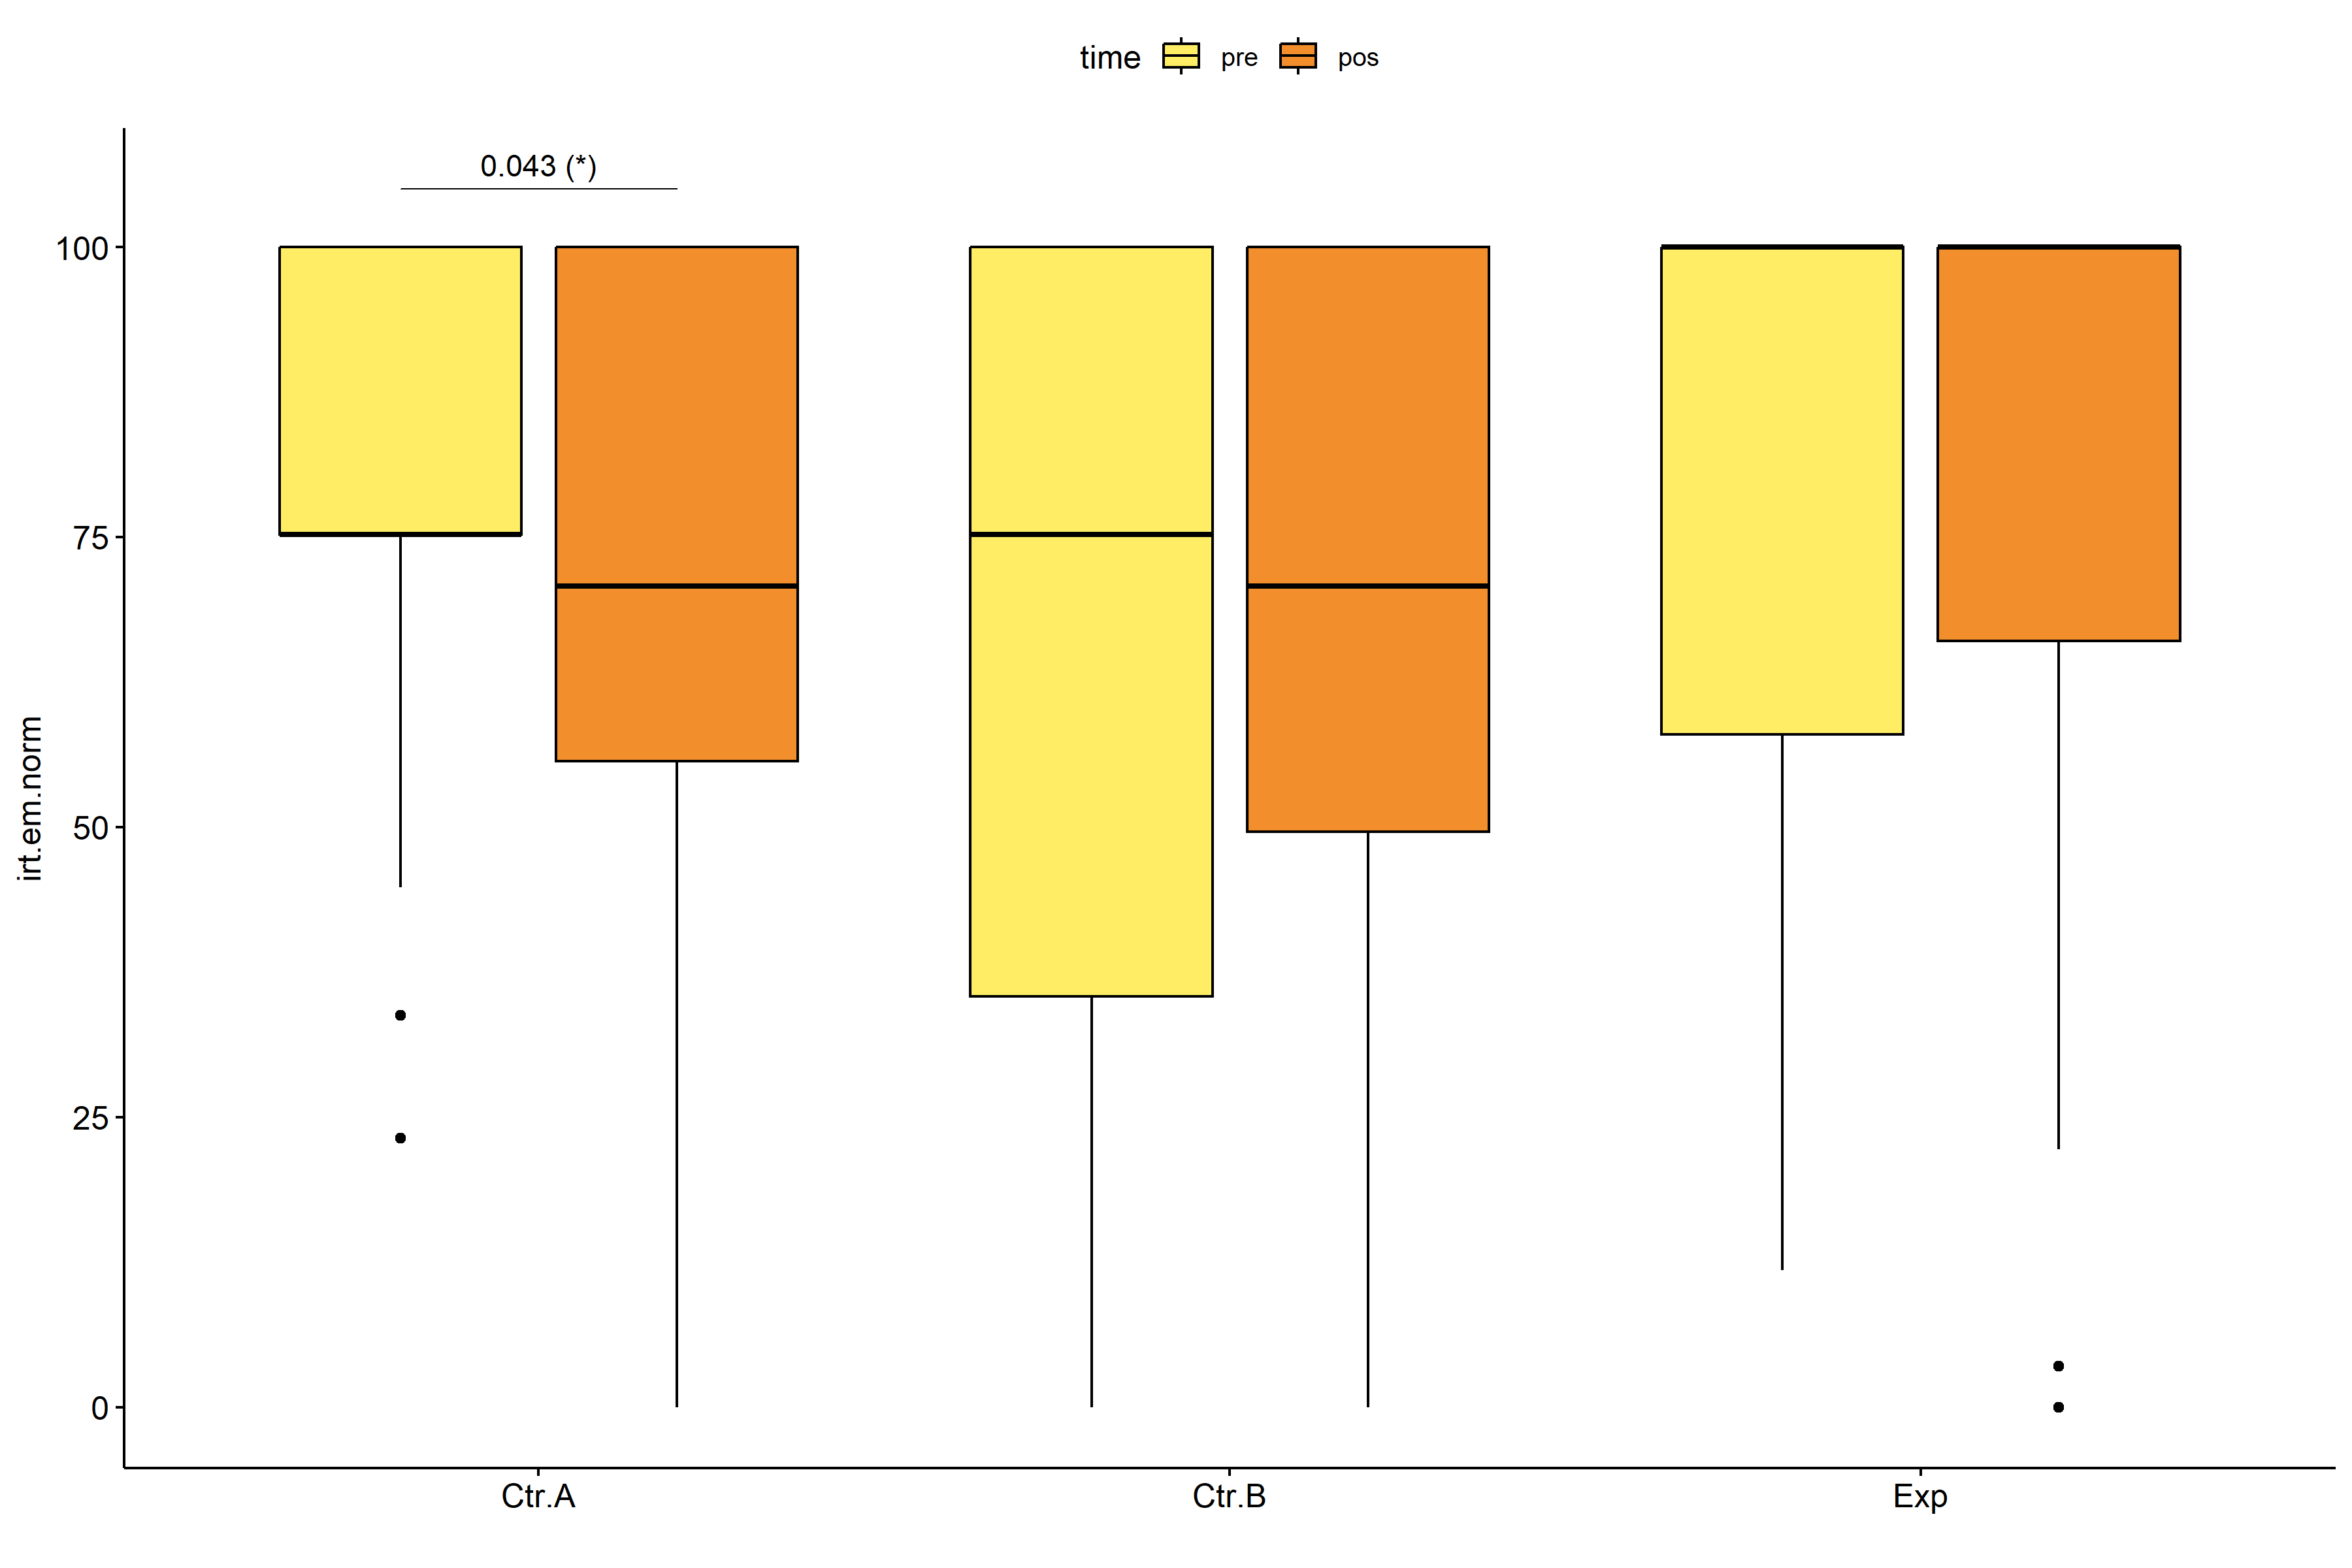 time pre pos
0.043 (*)
100
75
50
25
0
irt.em.norm
Ctr.A Ctr.B Exp